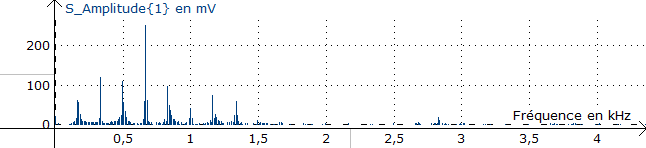 S_Amplitude{1} en mV
200
100
0
Fréquence en kHz
0,5 1 1,5 2 2,5 3 3,5 4